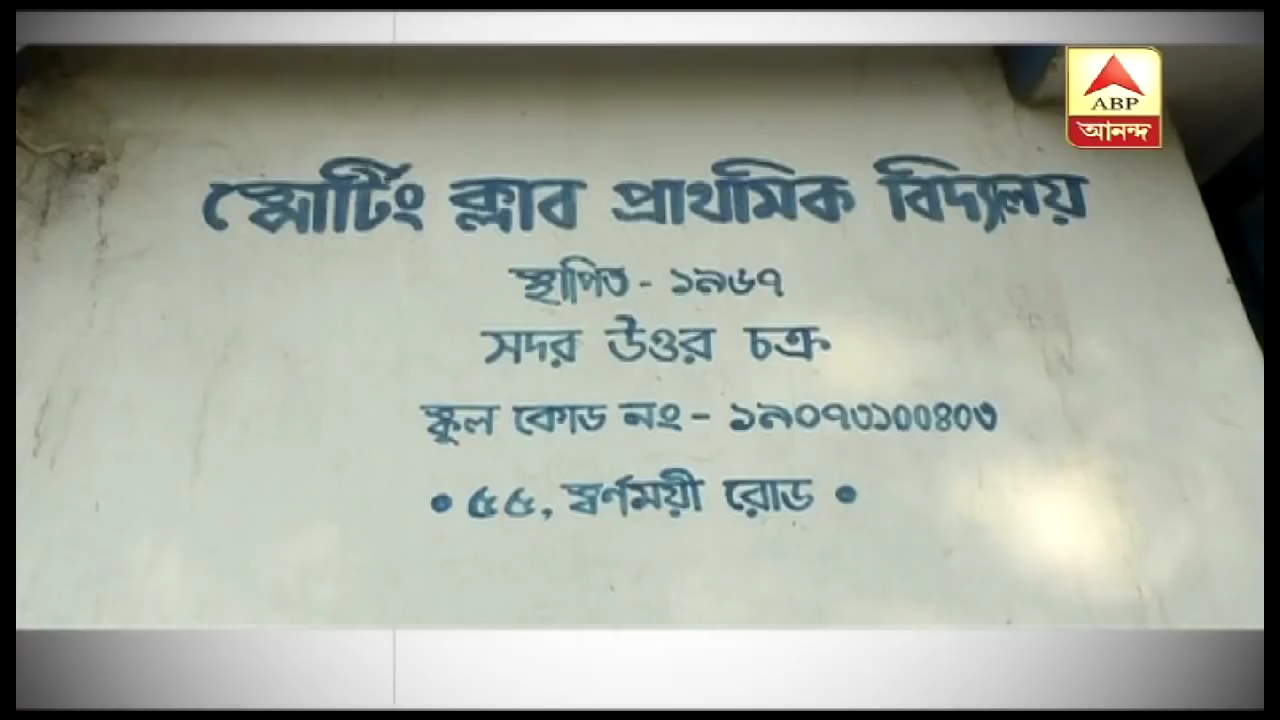 ABP
আনন্দ
স্পোর্টিং ক্লাব প্রাথমিক বিদ্যালয়
স্থাপিত - ১৯৬৭
সদর উত্তর চক্র
স্কুল কোড নং - ১৯০৭৩১০০৪০৩
• ৫৫, স্বর্ণময়ী রোড •